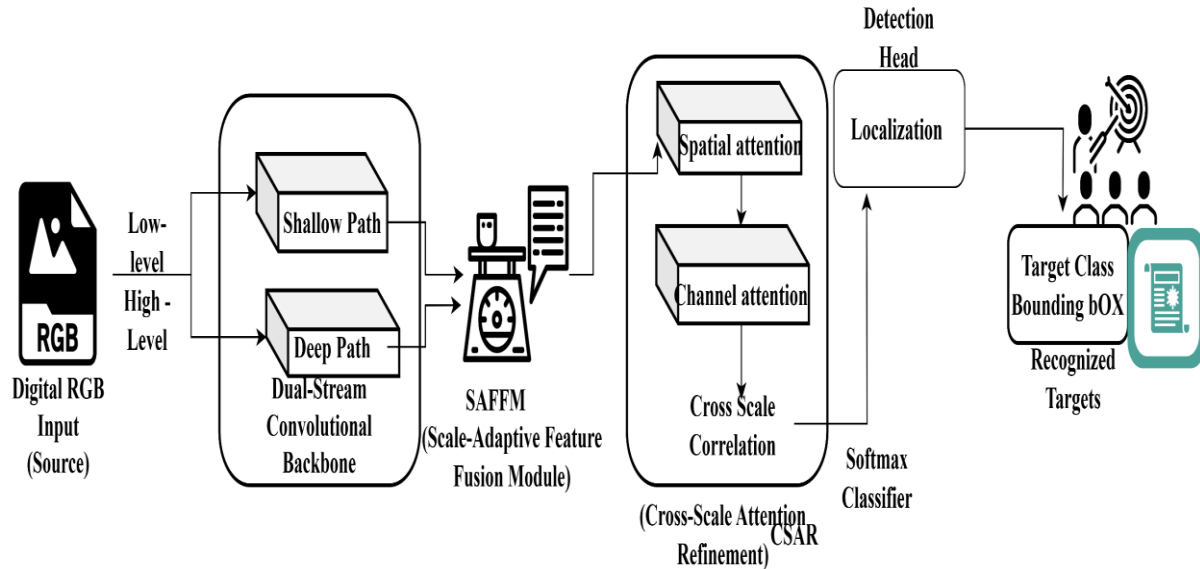 RGB
Digital RGB
Input
(Source)
Low-
level
High -
Level
Shallow Path
Deep Path
Dual-Stream
Convolutional
Backbone
SAFFM
(Scale-Adaptive Feature
Fusion Module)
Spatial attention
Channel attention
Cross Scale
Correlation
(Cross-Scale Attention
CSAR
Refinement)
Softmax
Classifier
Detection
Head
Localization
Target Class
Bounding bOX
Recognized
Targets